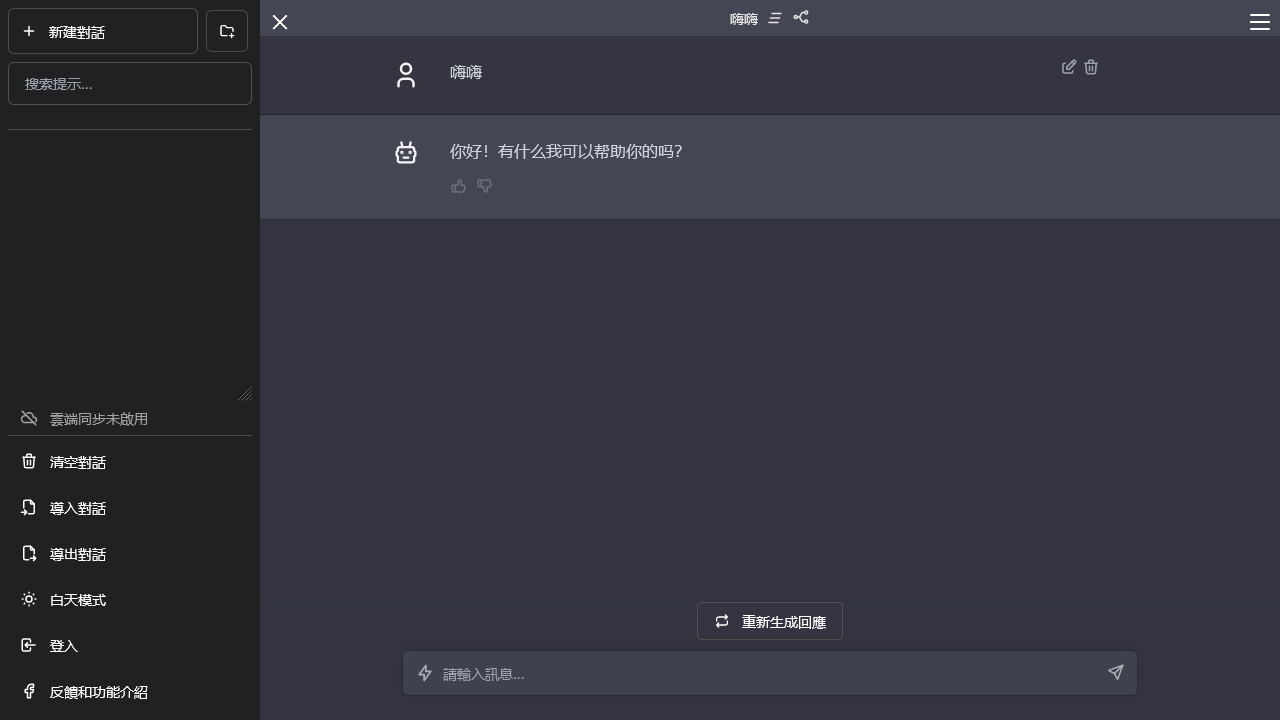 新建對話
搜索提示...
雲端同步未啟用
清空對話
導入對話
導出對話
白天模式
登入
反饋和功能介紹
嗨嗨
嗨嗨
你好！有什么我可以帮助你的吗？
重新生成回應
請輸入訊息...